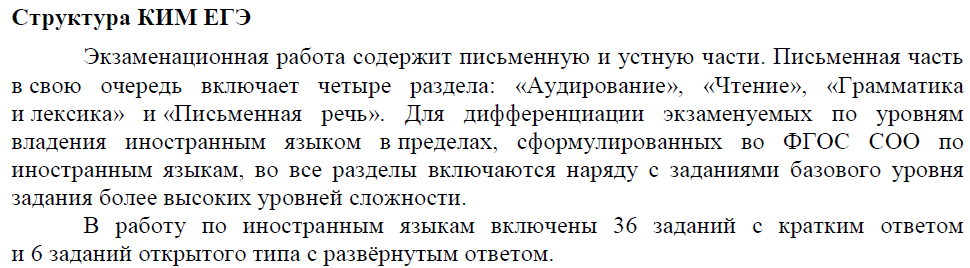 Структура КИМ ЕГЭ
Экзаменационная работа содержит письменную и устную части. Письменная часть
в свою очередь включает четыре раздела: «Аудирование», «Чтение», «Грамматика
и лексика» и «Письменная речь». Для дифференциации экзаменуемых по уровням
владения иностранным языком в пределах, сформулированных во ФГОС СОО по
иностранным языкам, во все разделы включаются наряду с заданиями базового уровня
задания более высоких уровней сложности.
В работу по иностранным языкам включены 36 заданий с кратким ответом
и 6 заданий открытого типа с развёрнутым ответом.